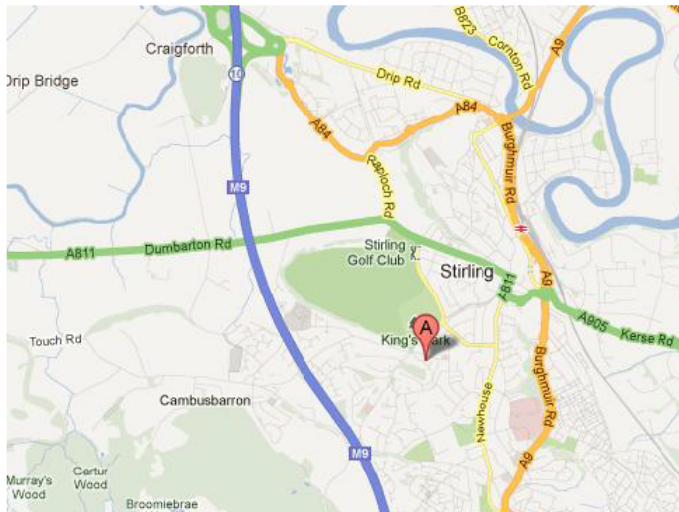 B823
Cornton Rd
A9
Craigforth
10
Drip Rd
Drip Bridge
A84
A84
Burghmuir Rd
Raploch Rd
M9
A811
Dumbarton Rd
Stirling
Golf Club
Stirling
A811
A9
A905
Kerse Rd
A
King's Park
Touch Rd
Burghmuir Rd
Cambusbarron
Newhouse
M9
A9
Murray's
Wood
Wood
Broomiebrae